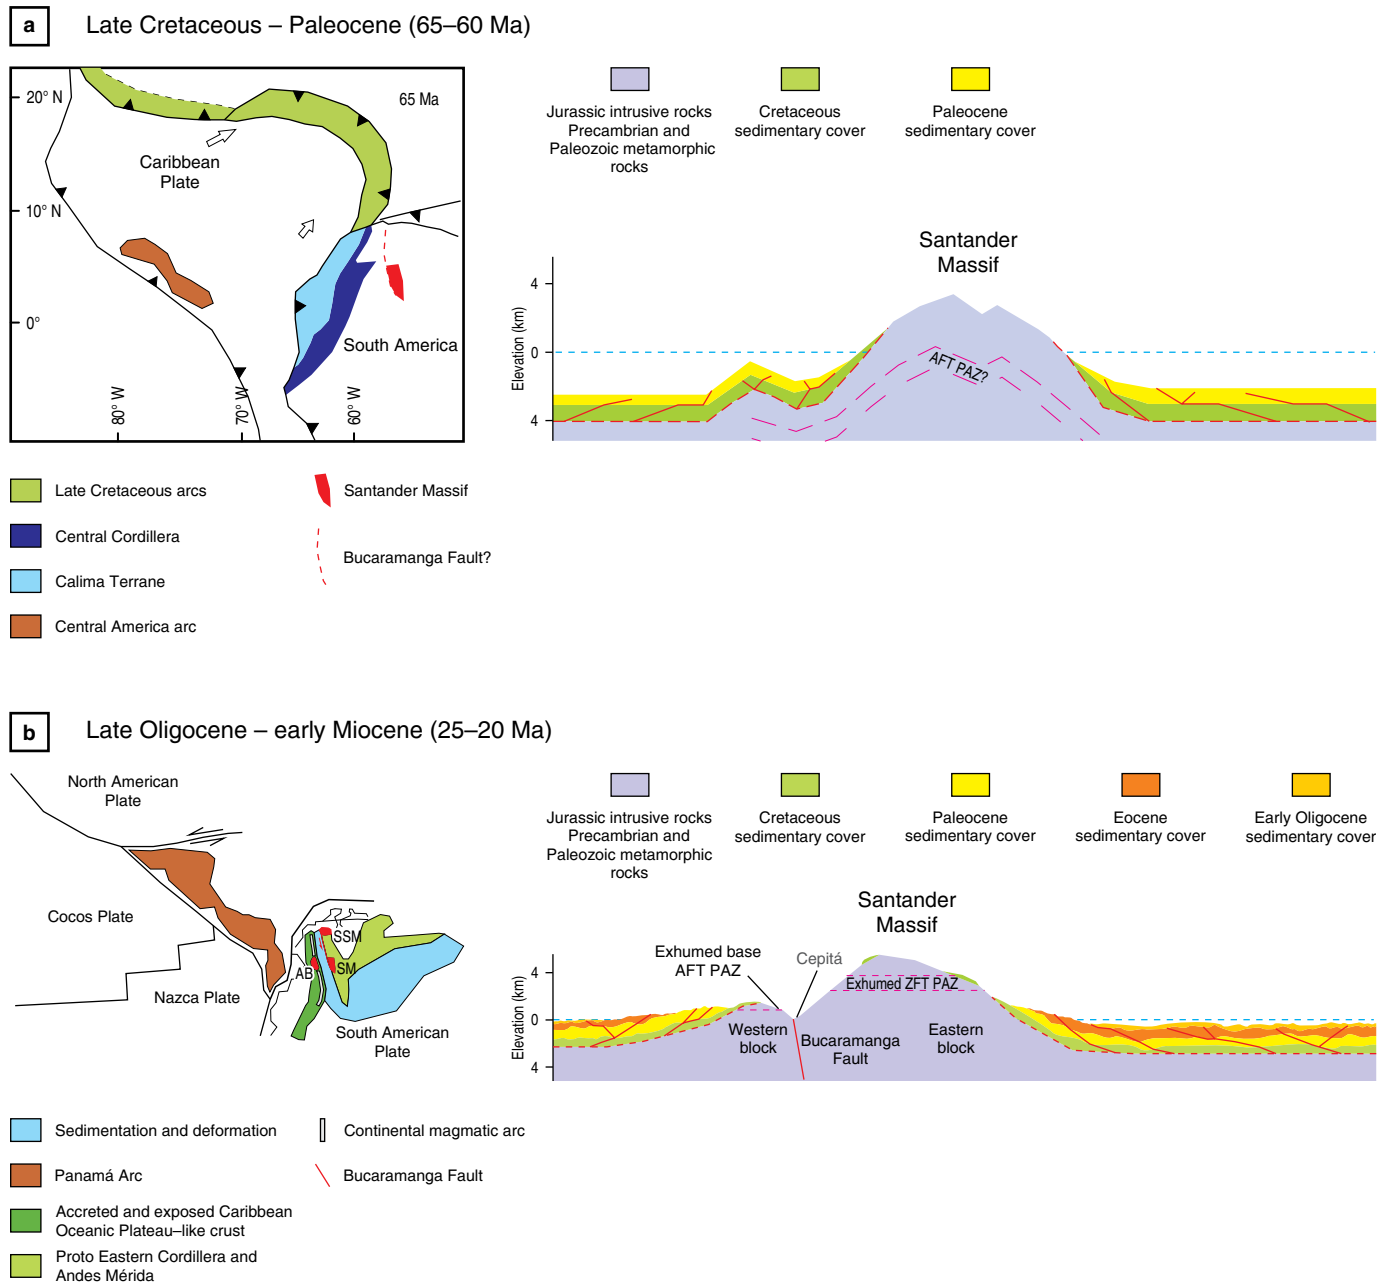 a
Late Cretaceous – Paleocene (65–60 Ma)
20° N
65 Ma
Caribbean
Plate
10° N
0°
South America
80° W
70° W
60° W
Late Cretaceous arcs
Central Cordillera
Calima Terrane
Central America arc
Santander Massif
Bucaramanga Fault?
Jurassic intrusive rocks
Precambrian and
Paleozoic metamorphic
rocks
Cretaceous
sedimentary cover
Paleocene
sedimentary cover
Santander
Massif
Elevation (km)
4
0
4
AFT PAZ?
b
Late Oligocene – early Miocene (25–20 Ma)
North American
Plate
Cocos Plate
Nazca Plate
SSM
SM
AB
South American
Plate
Sedimentation and deformation
Panamá Arc
Accreted and exposed Caribbean
Oceanic Plateau–like crust
Proto Eastern Cordillera and
Andes Mérida
Continental magmatic arc
Bucaramanga Fault
Jurassic intrusive rocks
Precambrian and
Paleozoic metamorphic
rocks
Cretaceous
sedimentary cover
Paleocene
sedimentary cover
Eocene
sedimentary cover
Early Oligocene
sedimentary cover
Santander
Massif
Exhumed base
AFT PAZ
Cepitá
Exhumed ZFT PAZ
Elevation (km)
4
0
4
Western
block
Bucaramanga
Fault
Eastern
block